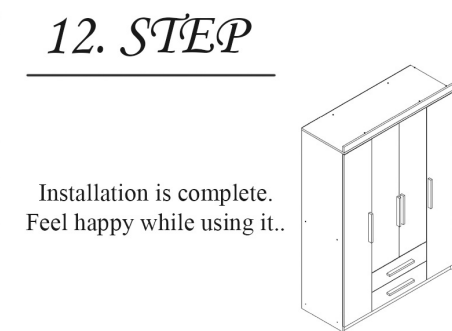 12. STEP
Installation is complete.
Feel happy while using it..